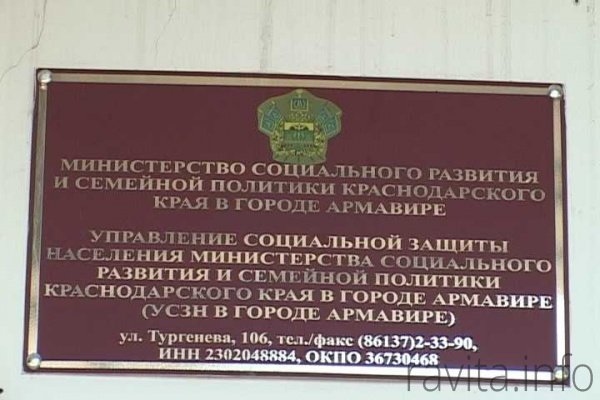 МИНИСТЕРСТВО СОЦИАЛЬНОГО РАЗВИТИЯ
И СЕМЕЙНОЙ ПОЛИТИКИ КРАСНОДАРСКОГО
КРАЯ В ГОРОДЕ АРМАВИРЕ
УПРАВЛЕНИЕ СОЦИАЛЬНОЙ ЗАЩИТЫ
НАСЕЛЕНИЯ МИНИСТЕРСТВА СОЦИАЛЬНОГО
РАЗВИТИЯ И СЕМЕЙНОЙ ПОЛИТИКИ
КРАСНОДАРСКОГО КРАЯ В ГОРОДЕ АРМАВИРЕ
(УСЗН В ГОРОДЕ АРМАВИРЕ)
ул. Тургенева, 106, тел./факс (86137)2-33-90,
ИНН 2302048884, ОКПО 36730468
ravita.info